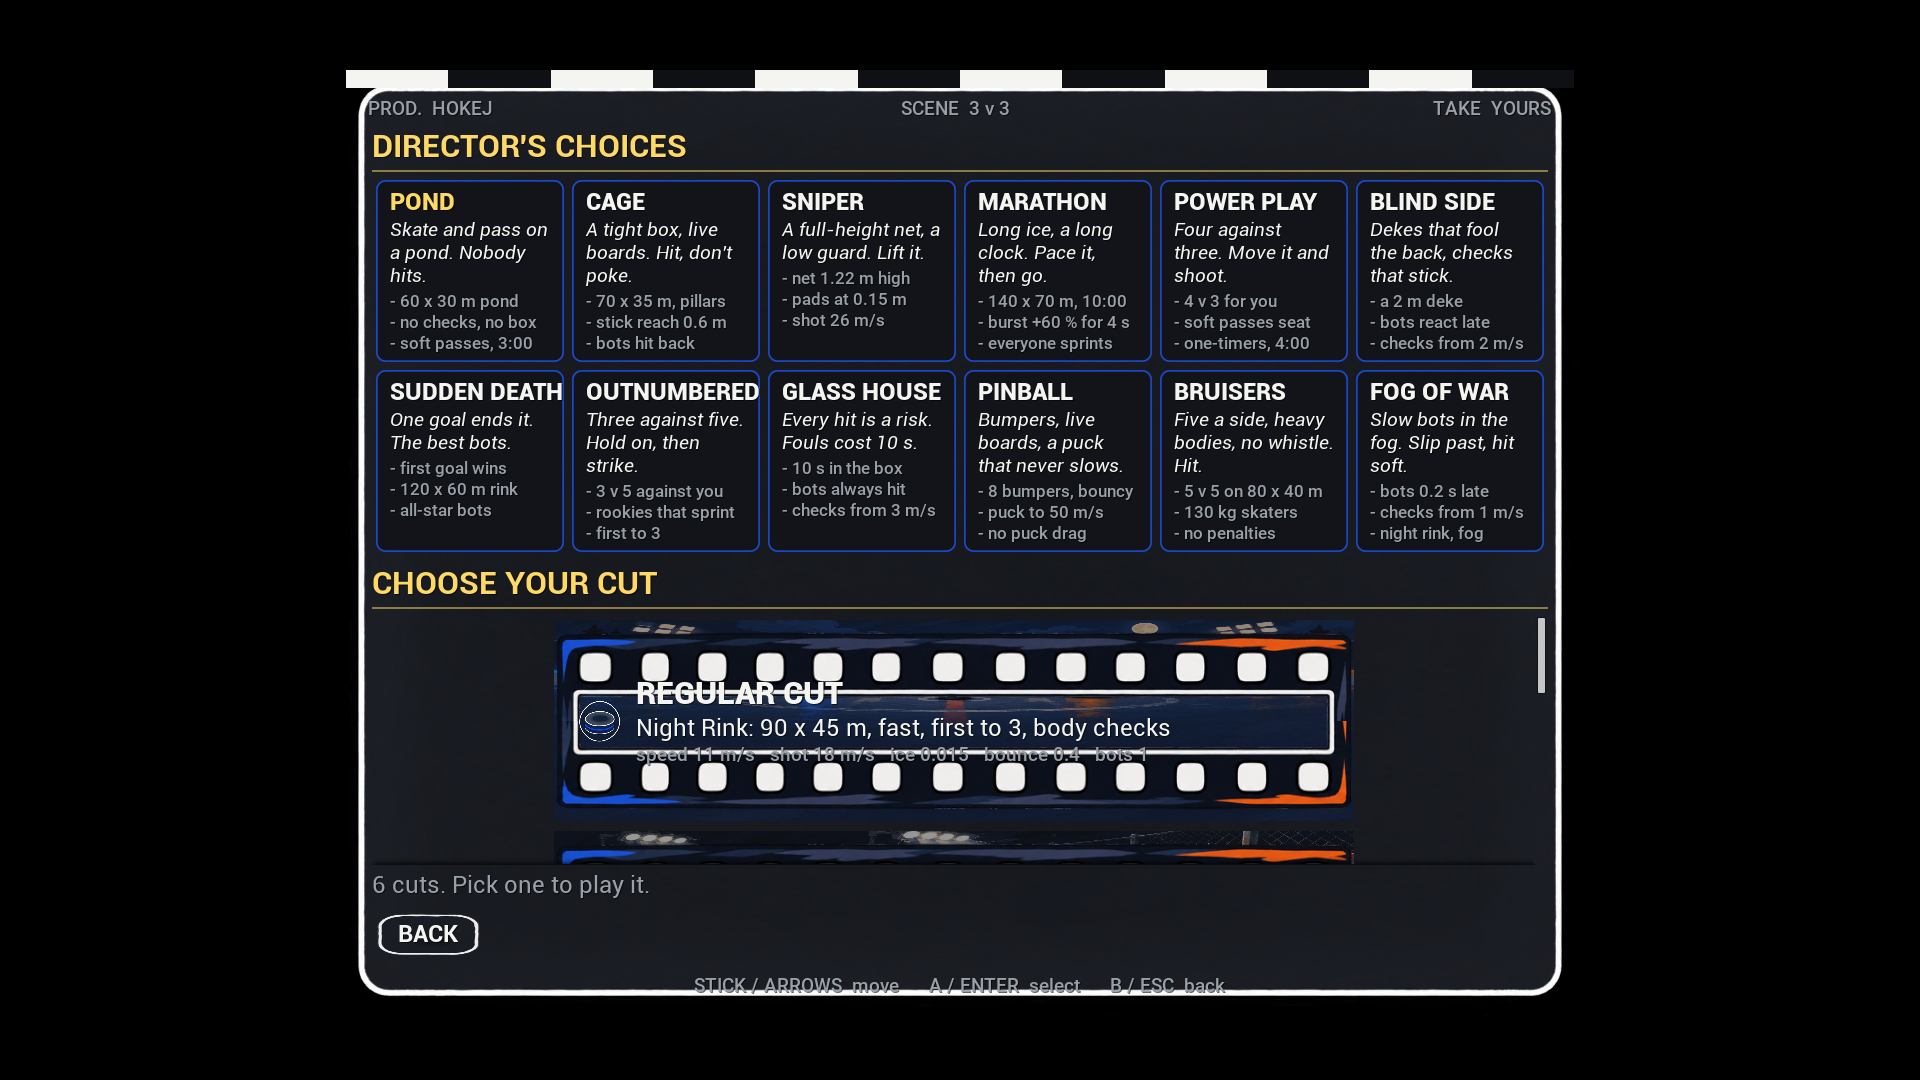 PROD. HOKEJ
SCENE 3 v 3
TAKE YOURS
DIRECTOR'S CHOICES
POND
Skate and pass on
a pond. Nobody
hits.
- 60 x 30 m pond
- no checks, no box
- soft passes, 3:00
CAGE
A tight box, live
boards. Hit, don't
poke.
- 70 x 35 m, pillars
- stick reach 0.6 m
- bots hit back
SNIPER
A full-height net, a
low guard. Lift it.
- net 1.22 m high
- pads at 0.15 m
- shot 26 m/s
MARATHON
Long ice, a long
clock. Pace it,
then go.
- 140 x 70 m, 10:00
- burst +60 % for 4 s
- everyone sprints
POWER PLAY
Four against
three. Move it and
shoot.
- 4 v 3 for you
- soft passes seat
- one-timers, 4:00
BLIND SIDE
Dekes that fool
the back, checks
that stick.
- a 2 m deke
- bots react late
- checks from 2 m/s
SUDDEN DEATH
One goal ends it.
The best bots.
- first goal wins
- 120 x 60 m rink
- all-star bots
OUTNUMBERED
Three against five.
Hold on, then
strike.
- 3 v 5 against you
- rookies that sprint
- first to 3
GLASS HOUSE
Every hit is a risk.
Fouls cost 10 s.
- 10 s in the box
- bots always hit
- checks from 3 m/s
PINBALL
Bumpers, live
boards, a puck
that never slows.
- 8 bumpers, bouncy
- puck to 50 m/s
- no puck drag
BRUISERS
Five a side, heavy
bodies, no whistle.
Hit.
- 5 v 5 on 80 x 40 m
- 130 kg skaters
- no penalties
FOG OF WAR
Slow bots in the
fog. Slip past, hit
soft.
- bots 0.2 s late
- checks from 1 m/s
- night rink, fog
CHOOSE YOUR CUT
REGULAR CUT
Night Rink: 90 x 45 m, fast, first to 3, body checks
speed 11 m/s shot 18 m/s ice 0.015 bounce 0.4 bots 1
6 cuts. Pick one to play it.
BACK
STICK / ARROWS move A / ENTER select B / ESC back